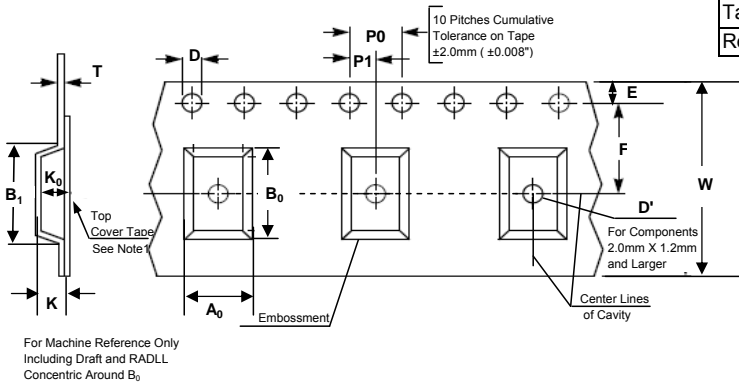 10 Pitches Cumulative
Tolerance on Tape
±2.0mm ( ±0.008")
P0
P1
D
T
E
F
W
B1
K0
B0
K
A0
Top
Cover Tape
See Note1
Embossment
D'
For Components
2.0mm X 1.2mm
and Larger
Center Lines
of Cavity
For Machine Reference Only
Including Draft and RADLL
Concentric Around B0